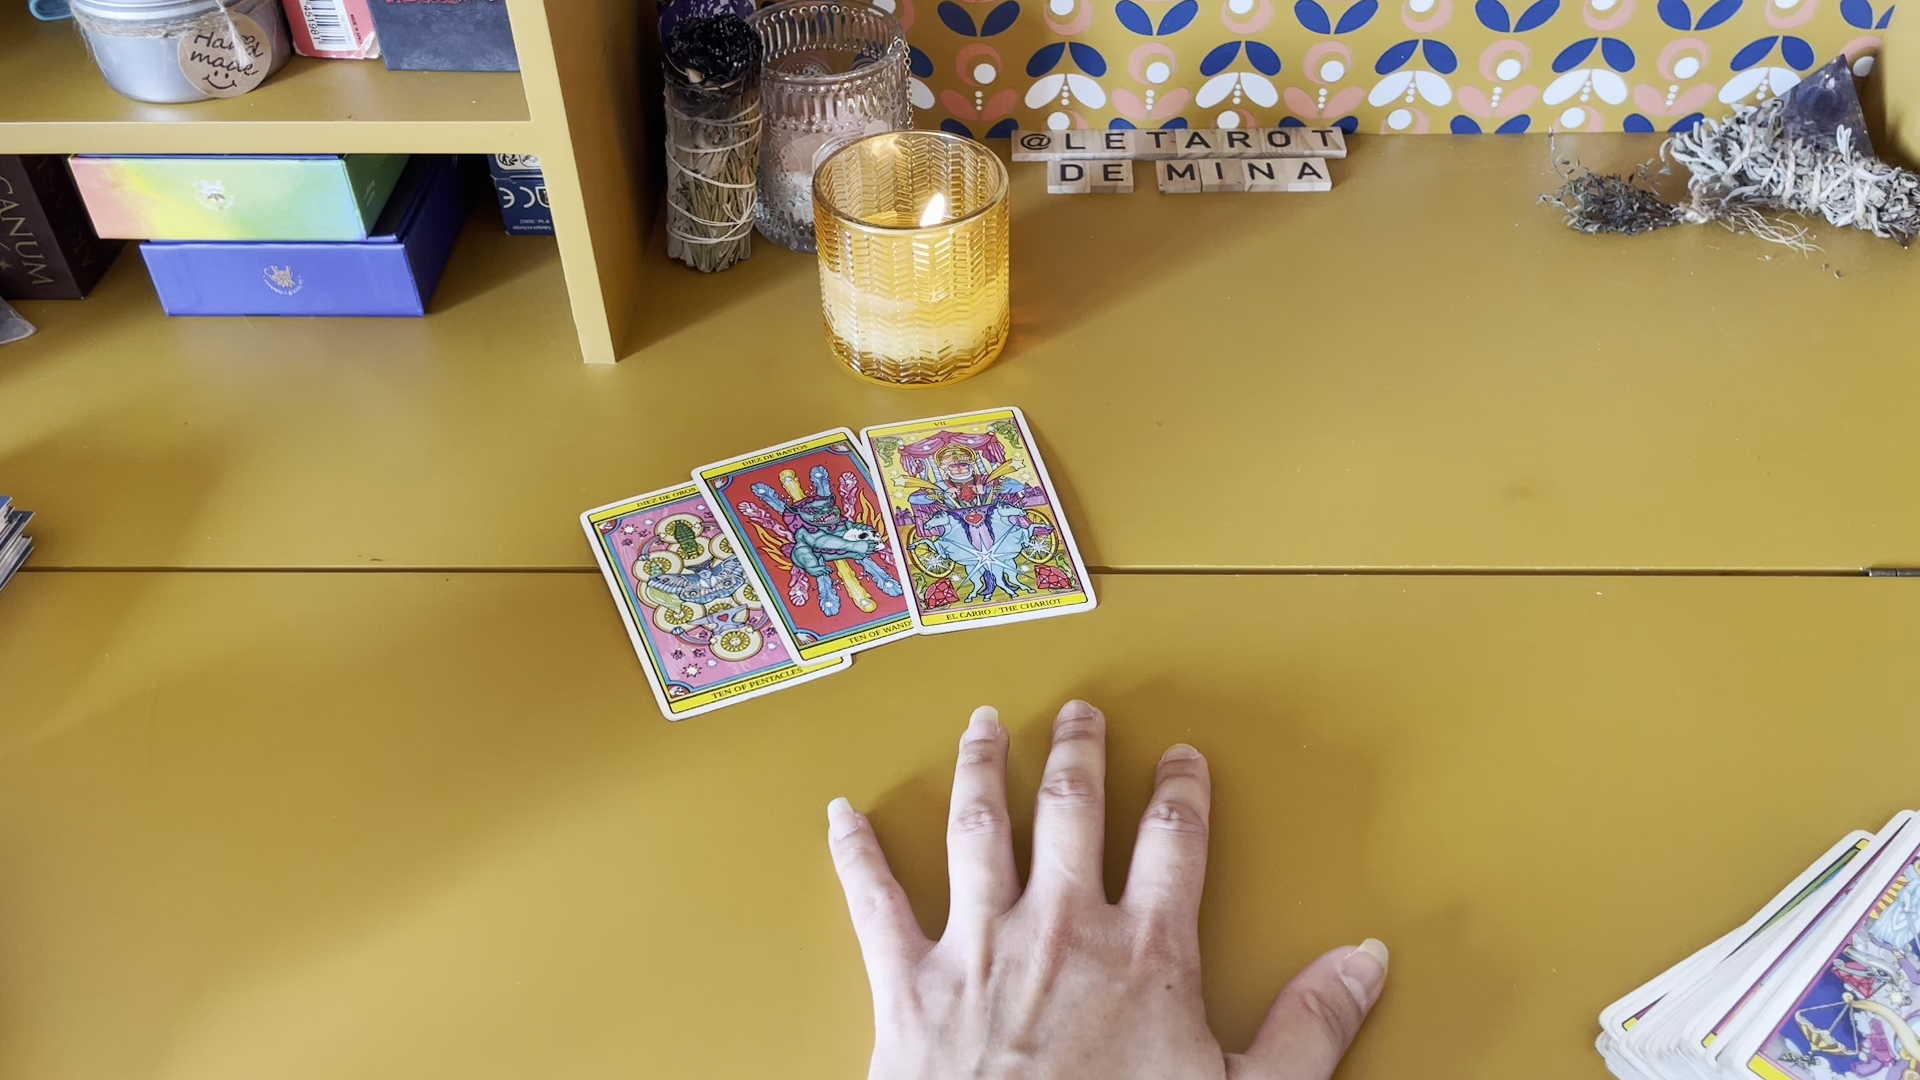 Hand
made
@LETAROT
DE MINA
CANUM
VII
DIEZ DE BASTOS
DIEZ DE OROS
EL CARRO / THE CHARIOT
TEN OF WANDS
TEN OF PENTACLES